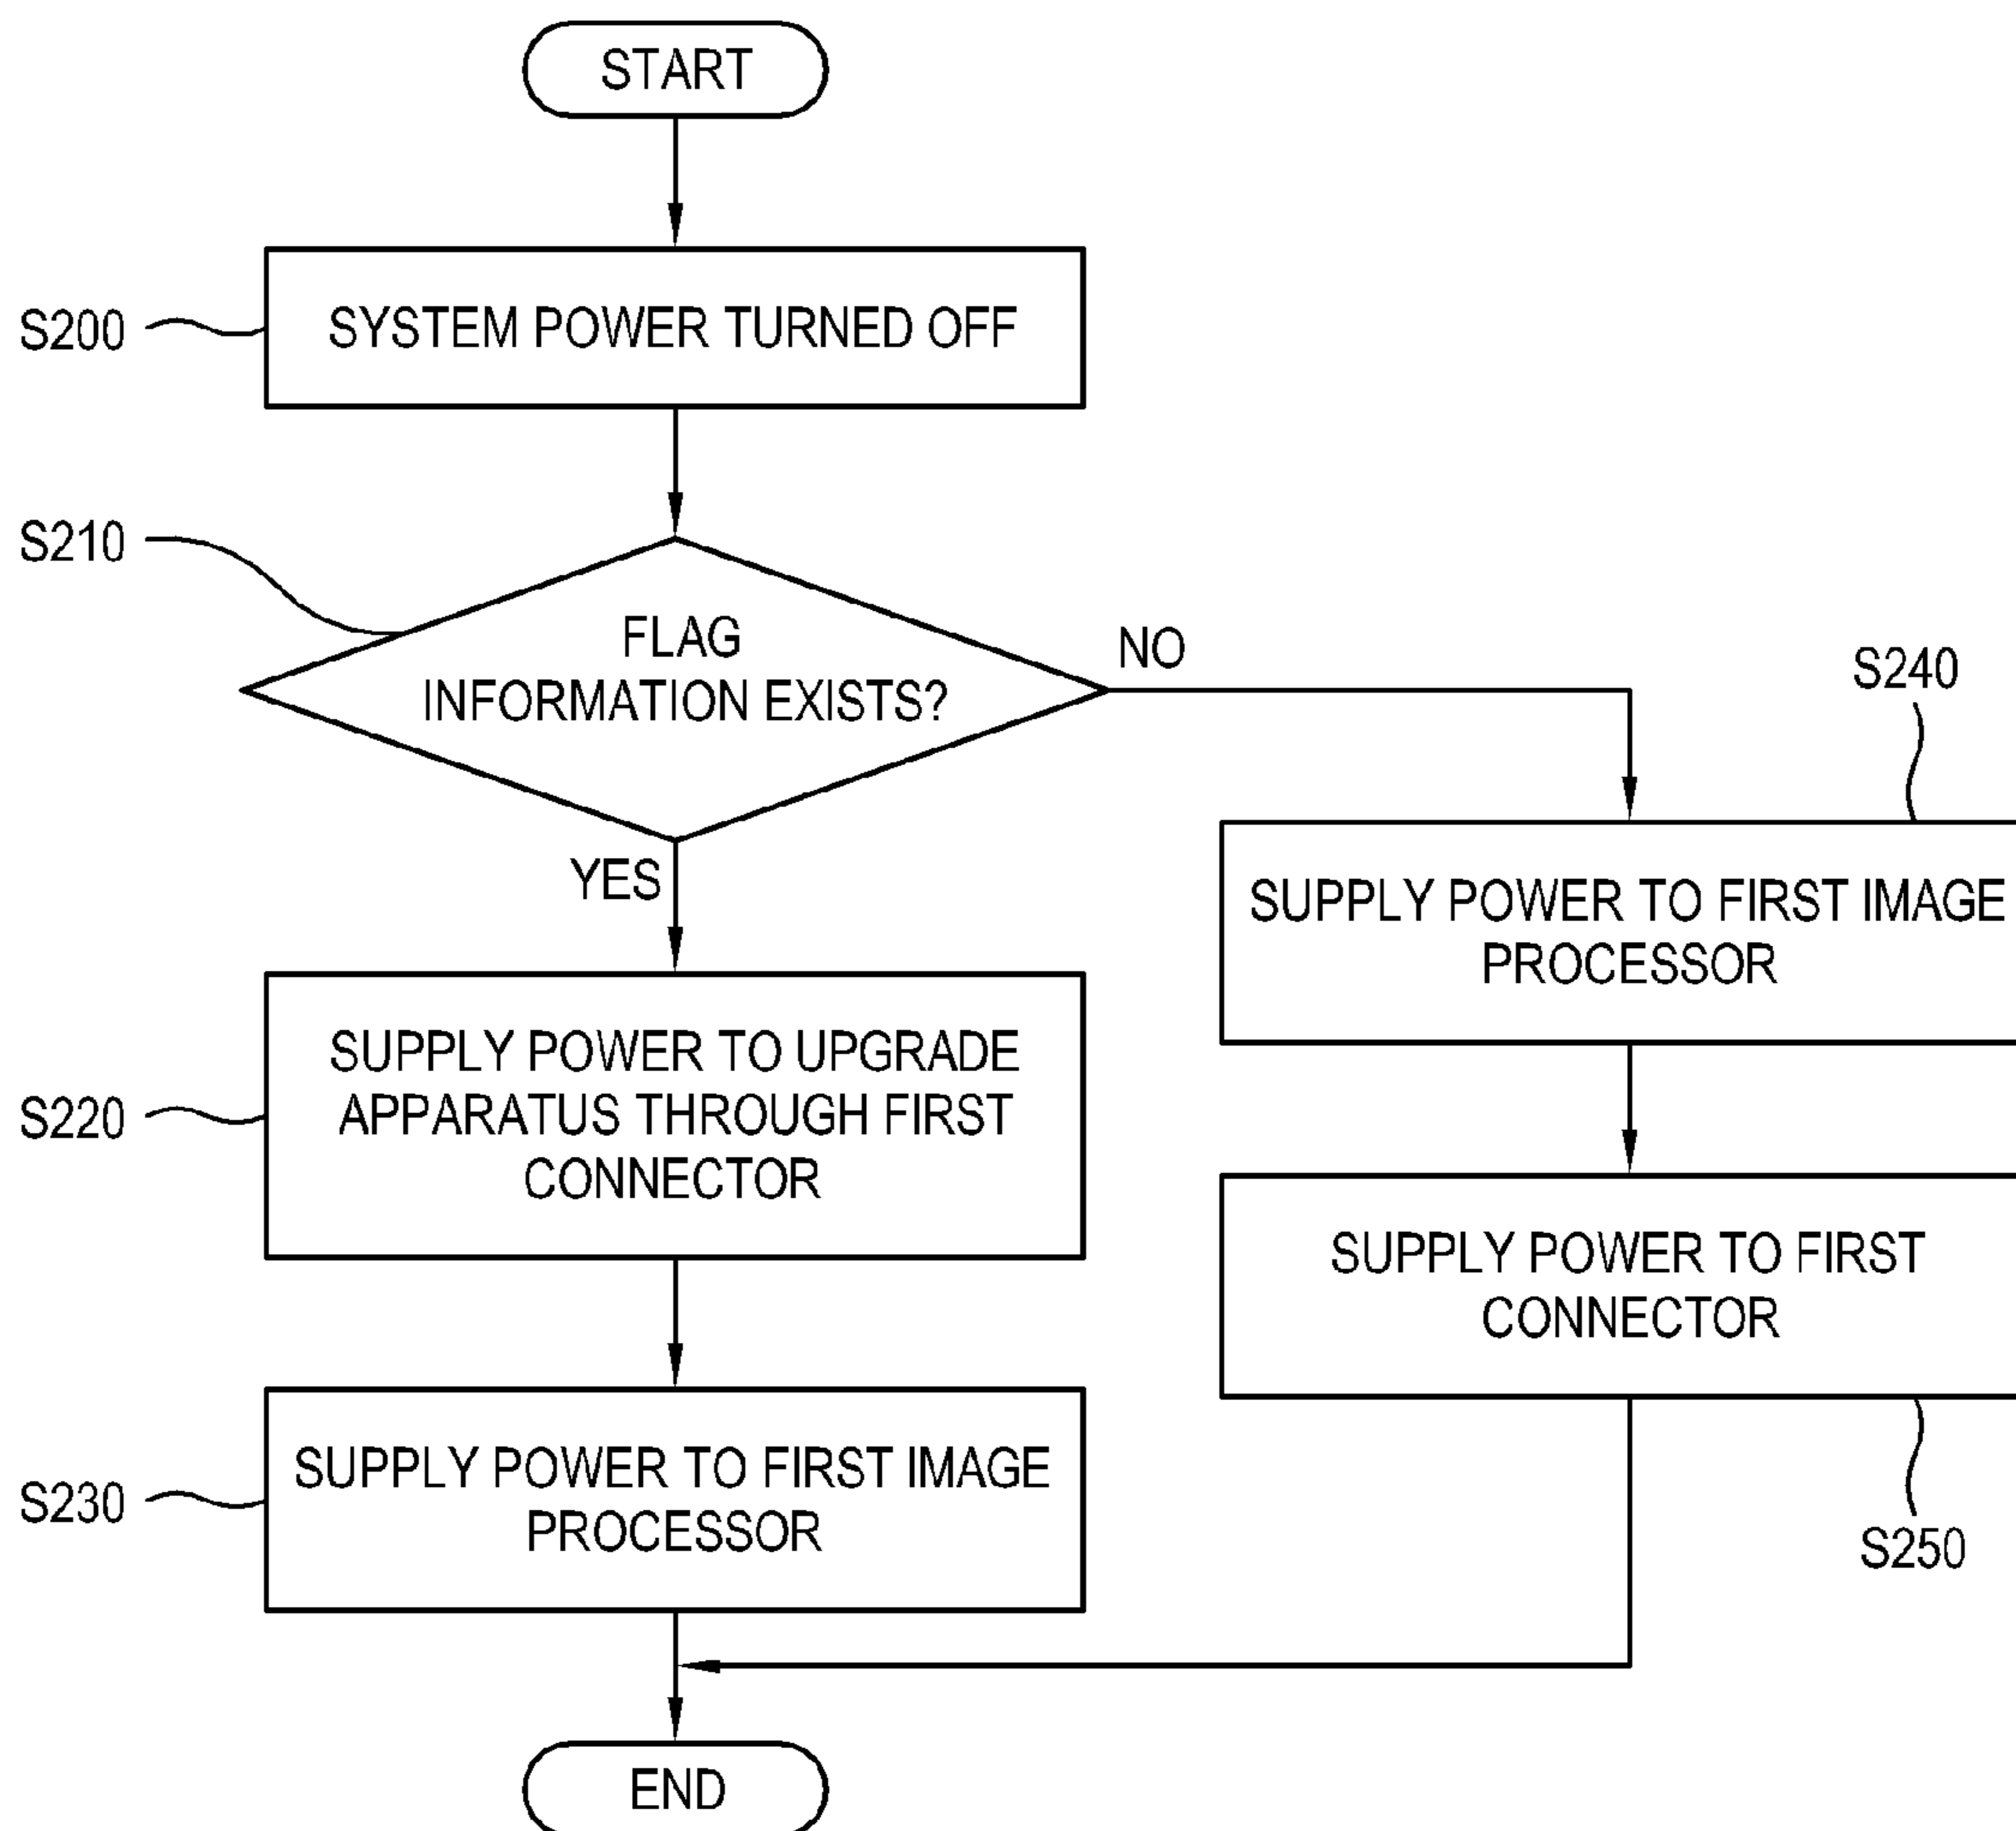 START
S200
SYSTEM POWER TURNED OFF
S210
FLAG
INFORMATION EXISTS?
NO
YES
S220
SUPPLY POWER TO UPGRADE
APPARATUS THROUGH FIRST
CONNECTOR
S230
SUPPLY POWER TO FIRST IMAGE
PROCESSOR
S240
SUPPLY POWER TO FIRST IMAGE
PROCESSOR
SUPPLY POWER TO FIRST
CONNECTOR
S250
END